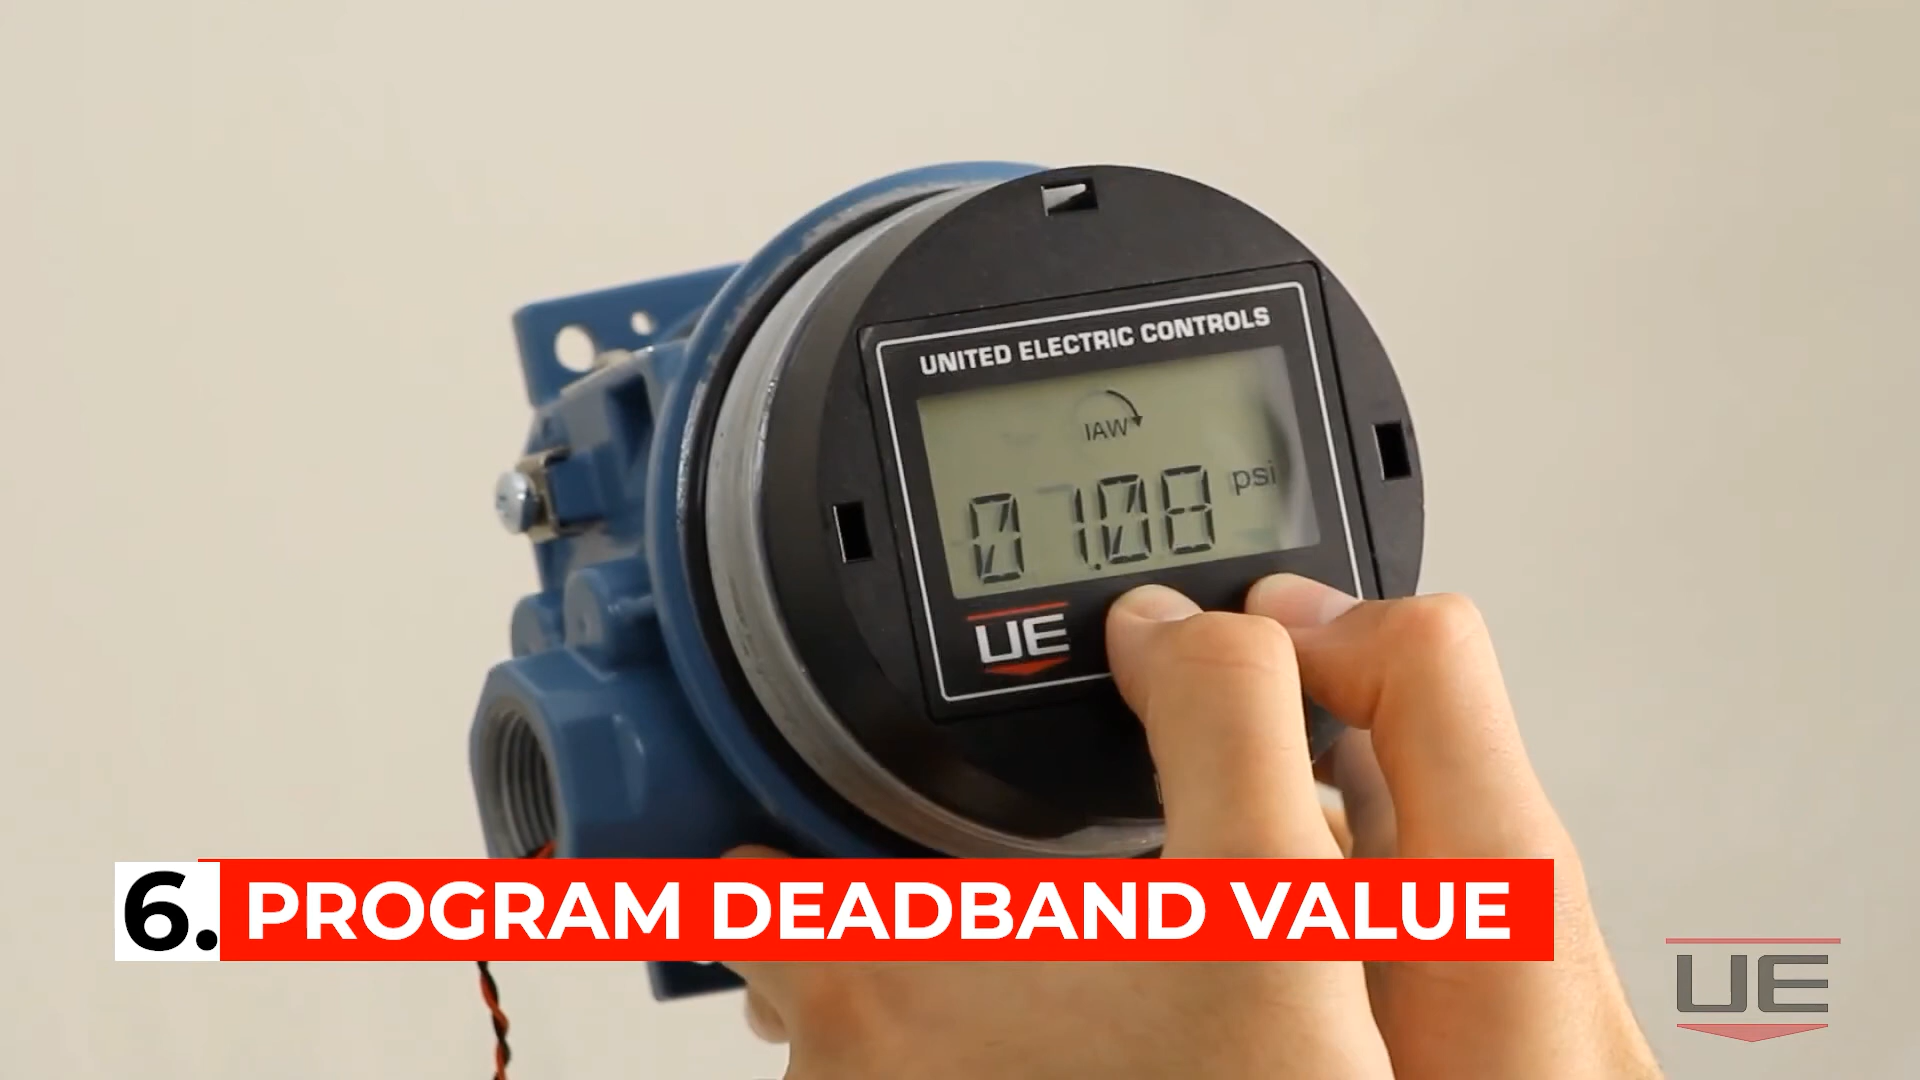 UNITED ELECTRIC CONTROLS
IAW
01.08 psi
UE
6. PROGRAM DEADBAND VALUE
UE